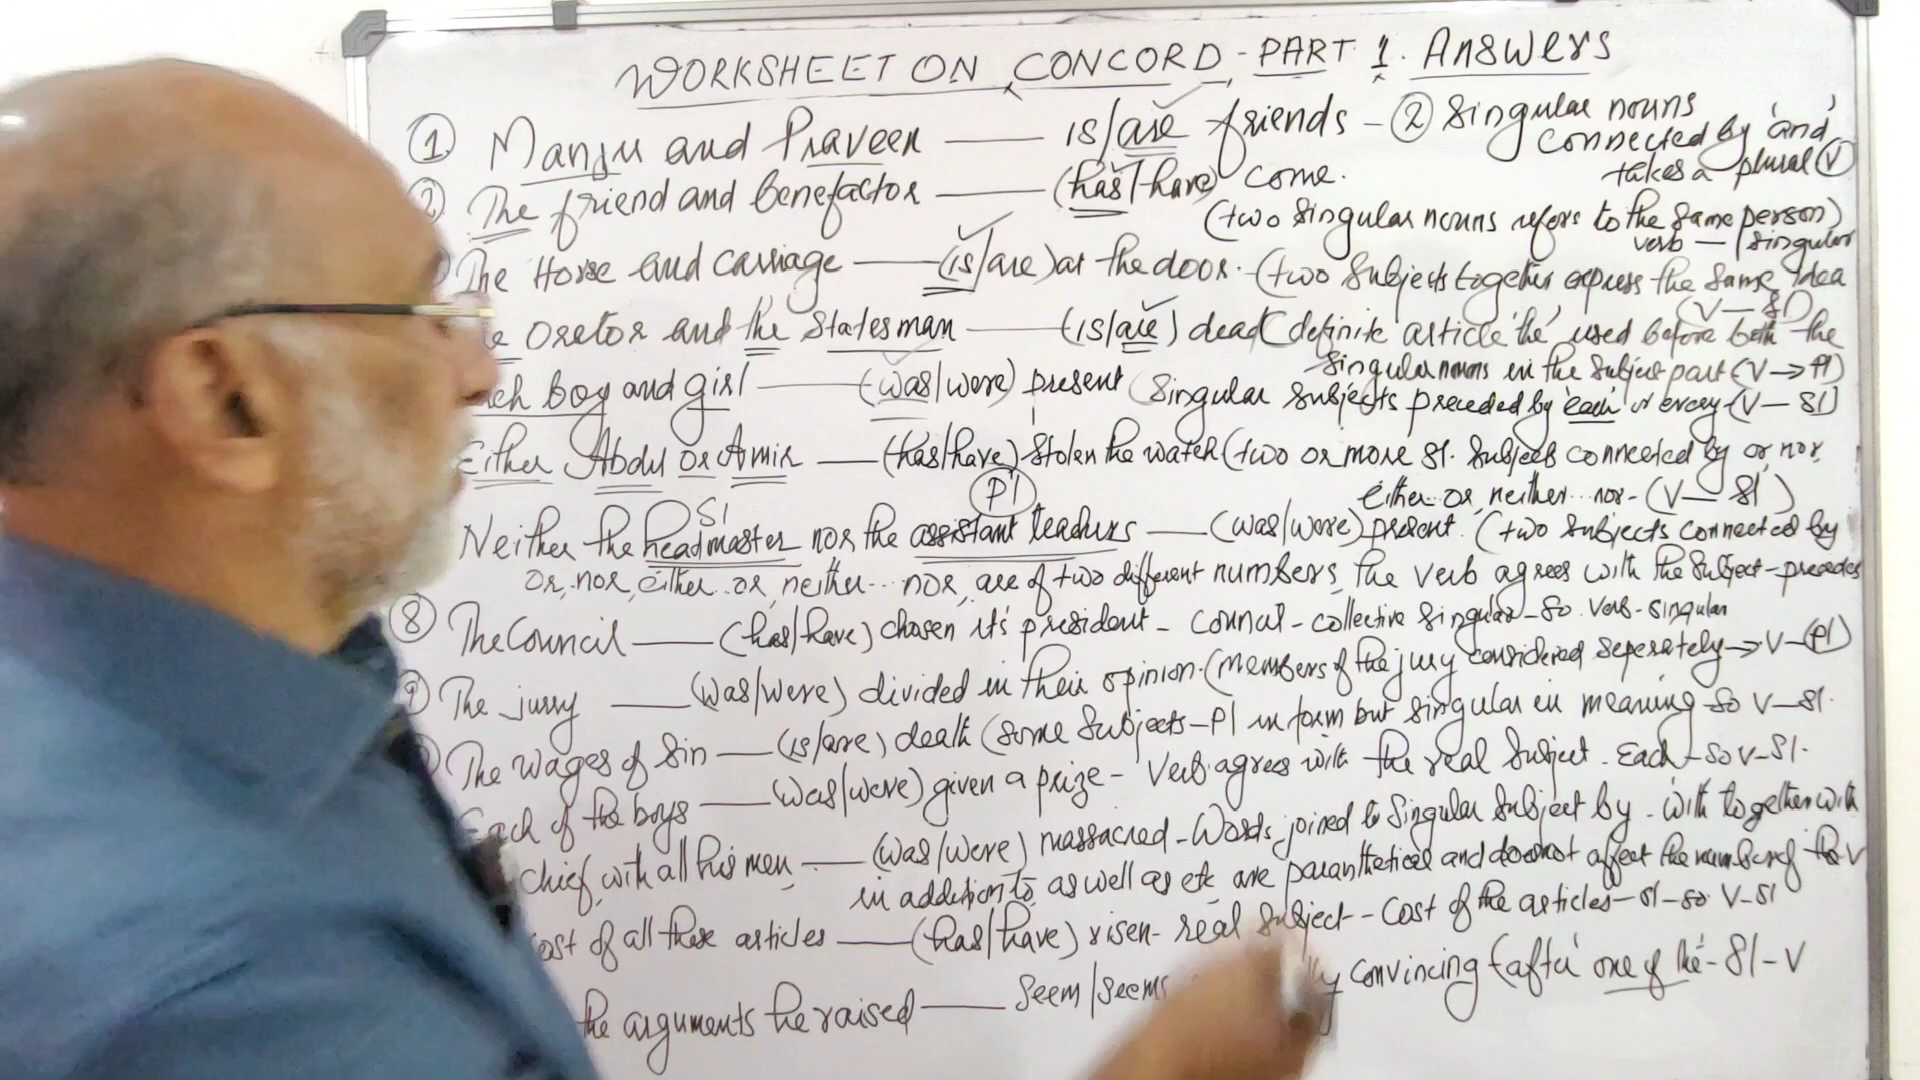 WORKSHEET ON CONCORD - PART 1. ANSWERS
① Manju and Praveen —— is/are friends - ② Singular nouns
connected by 'and'
takes a plural V
The friend and benefactor —— (has/have) come.
(two singular nouns refers to the same person)
verb — singular
The Horse and carriage —— (is/are) at the door. (two subjects together express the same idea
(V — Sl)
Orator and the Statesman —— (is/are) dead (definite article 'the' used before both the
singular nouns in the subject part (V → Pl)
ch boy and girl —— (was/were) present (Singular subjects preceded by each or every (V — Sl)
Either Abdul or Amir —— (has/have) stolen the watch (two or more Sl. subjects connected by or, nor,
either..or, neither...nor - (V — Sl)
Sl
Pl
Neither the headmaster nor the assistant teachers —— (was/were) present. (two subjects connected by
or, nor, either..or, neither...nor, are of two different numbers, the verb agrees with the subject - precedes
⑧ The Council —— (has/have) chosen it's president - council - collective singular - so verb - singular
⑨ The jurry —— (was/were) divided in their opinion. (members of the jury considered seperately → V — (Pl)
The Wages of Sin —— (is/are) death (some subjects - Pl in form but singular in meaning so V — Sl.
Each of the boys —— (was/were) given a prize - Verb agrees with the real subject. Each - so V - Sl.
chief, with all his men —— (was/were) massacred - Words joined to singular subject by - with together with
in addition to, as well as etc are paranthetical and do not affect the number of the V
ost of all these articles —— (has/have) risen - real subject - cost of the articles - Sl - so V - Sl
he arguments he raised —— seem/seems convincing (after 'one of the' - Sl - V